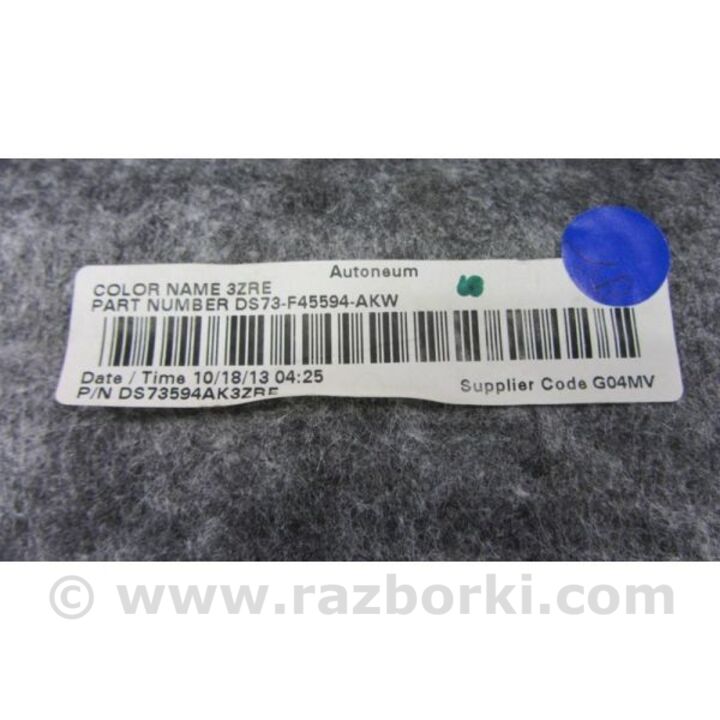 Autoneum
COLOR NAME 3ZRE
PART NUMBER DS73-F45594-AKW
Date / Time 10/18/13 04:25
Supplier Code G04MV
P/N DS73594AK3ZRE
© www.razborki.com